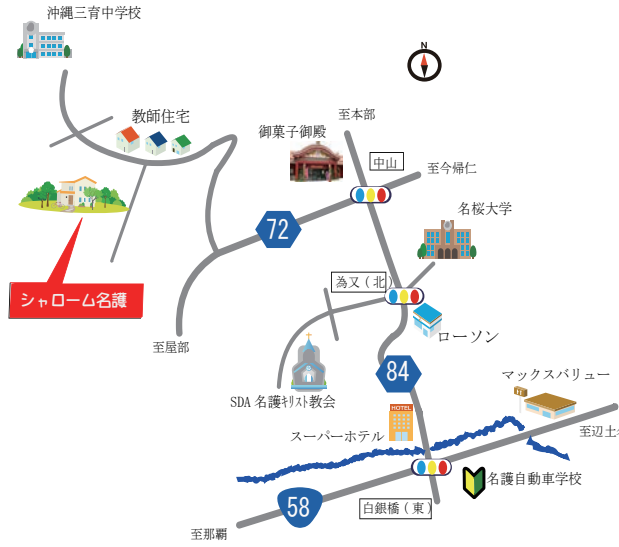 沖縄三育中学校
N
教師住宅
至本部
御菓子御殿
中山
至今帰仁
名桜大学
72
シャローム名護
為又(北)
ローソン
至屋部
84
マックスバリュー
SDA 名護ｷﾘｽﾄ教会
HOTEL
スーパーホテル
至辺土
名護自動車学校
58
白銀橋(東)
至那覇